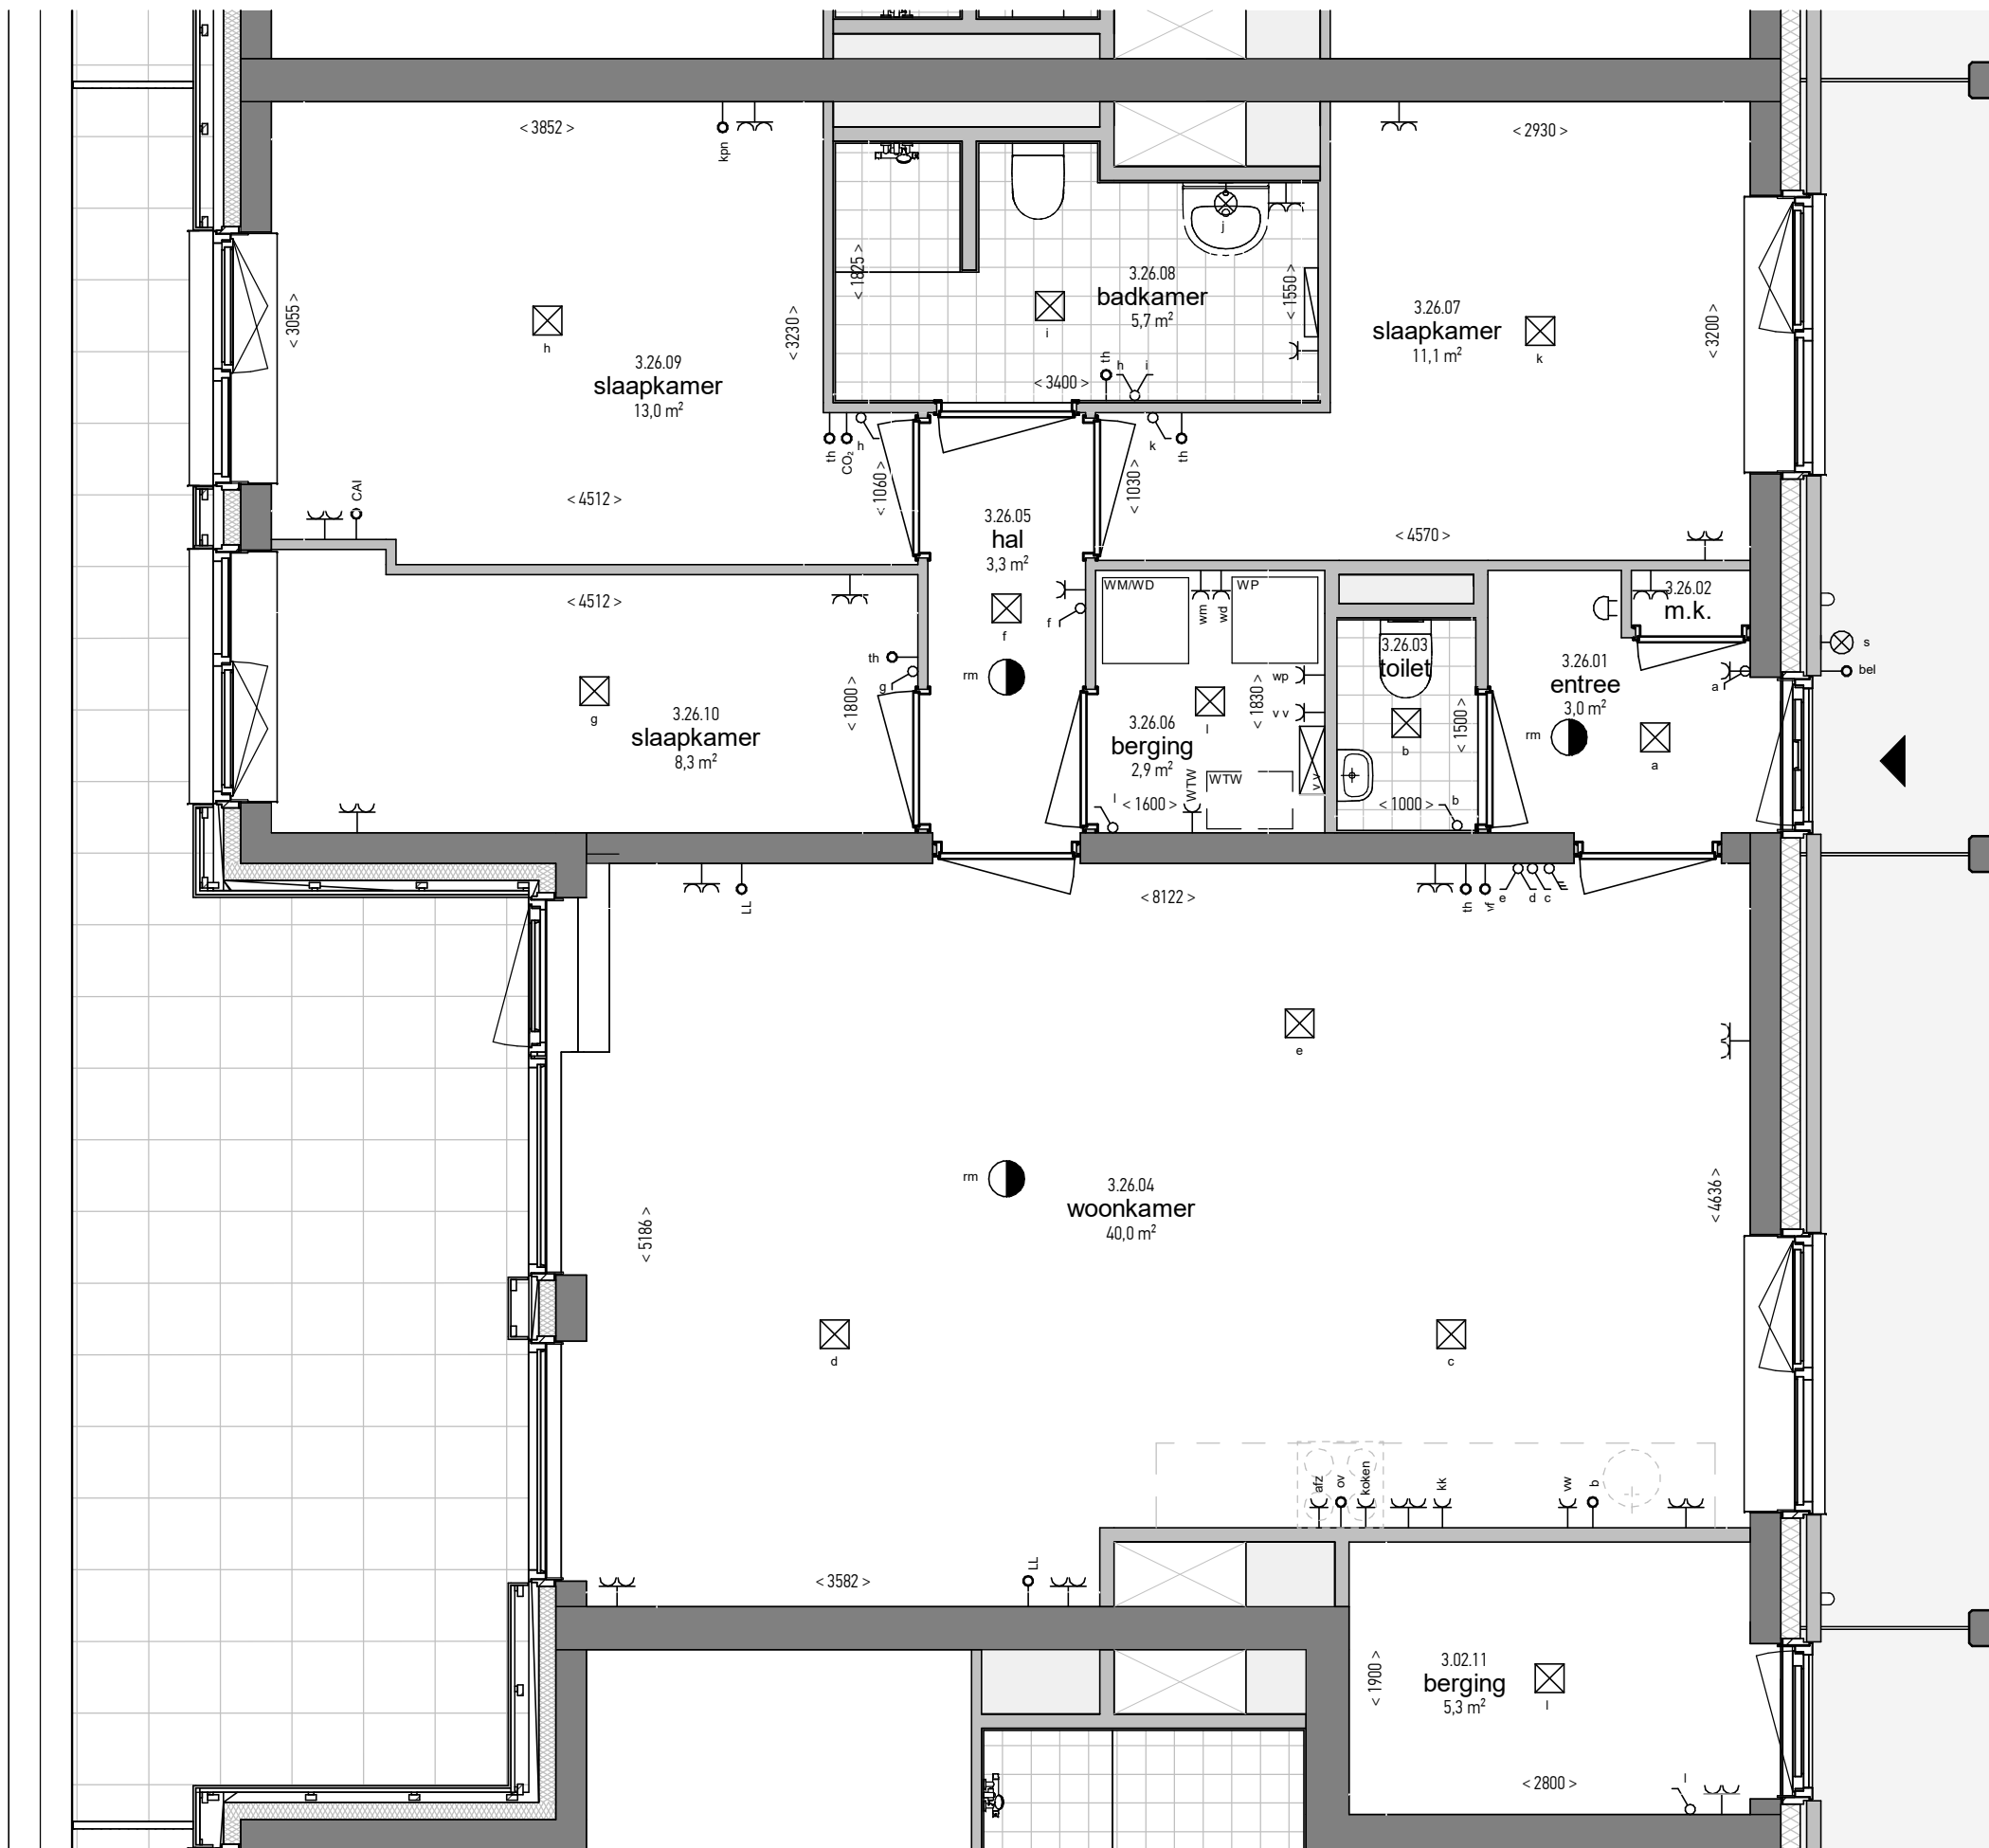 < 3852 >
kpn
< 2930 >
< 3055 >
h
3.26.09
slaapkamer
13,0 m²
< 3230 >
< 1825 >
j
3.26.08
badkamer
5,7 m²
< 1550 >
i
< 3400 >
th
h
i
3.26.07
slaapkamer
11,1 m²
k
< 3200 >
th
CO₂
h
< 1060 >
k
th
< 1030 >
CAI
< 4512 >
3.26.05
hal
3,3 m²
< 4570 >
< 4512 >
f
f
rm
th
g
g
3.26.10
slaapkamer
8,3 m²
< 1800 >
WM/WD
wm
wd
WP
wp
v v
< 1830 >
l
3.26.06
berging
2,9 m²
< 1600 >
l
WTW
WTW
v v
3.26.03
toilet
b
< 1500 >
< 1000 >
b
3.26.02
m.k.
3.26.01
entree
3,0 m²
rm
a
a
s
bel
LL
< 8122 >
th
vf
e
d
c
e
rm
3.26.04
woonkamer
40,0 m²
< 5186 >
< 4636 >
d
c
afz
ov
koken
kk
vw
b
< 3582 >
LL
< 1900 >
3.02.11
berging
5,3 m²
l
< 2800 >
l